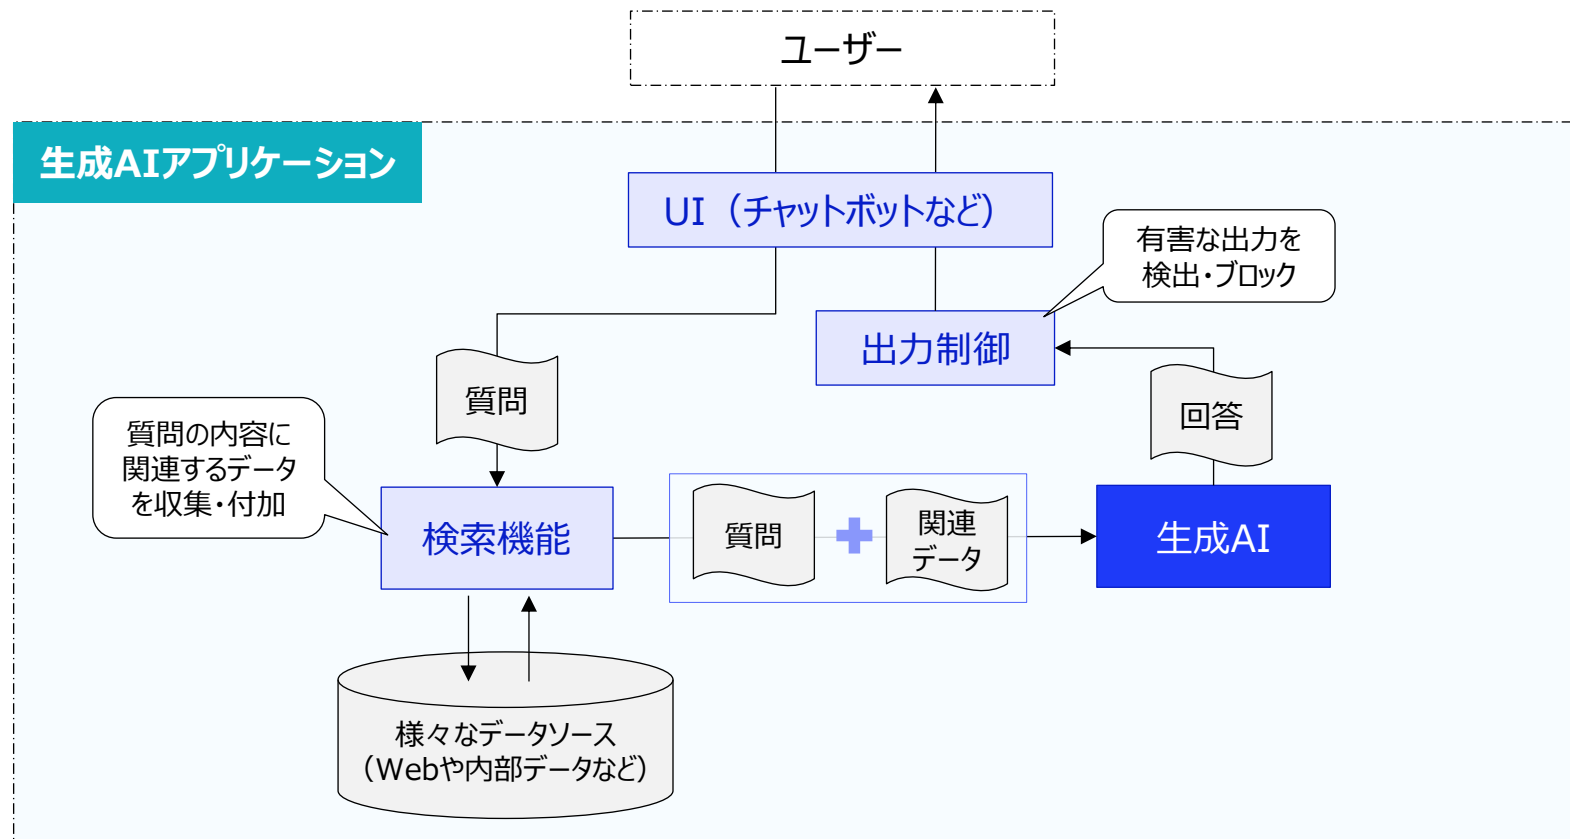 ユーザー
生成AIアプリケーション
UI（チャットボットなど）
有害な出力を
検出・ブロック
出力制御
質問
回答
質問の内容に
関連するデータ
を収集・付加
検索機能
質問
関連
データ
生成AI
様々なデータソース
（Webや内部データなど）